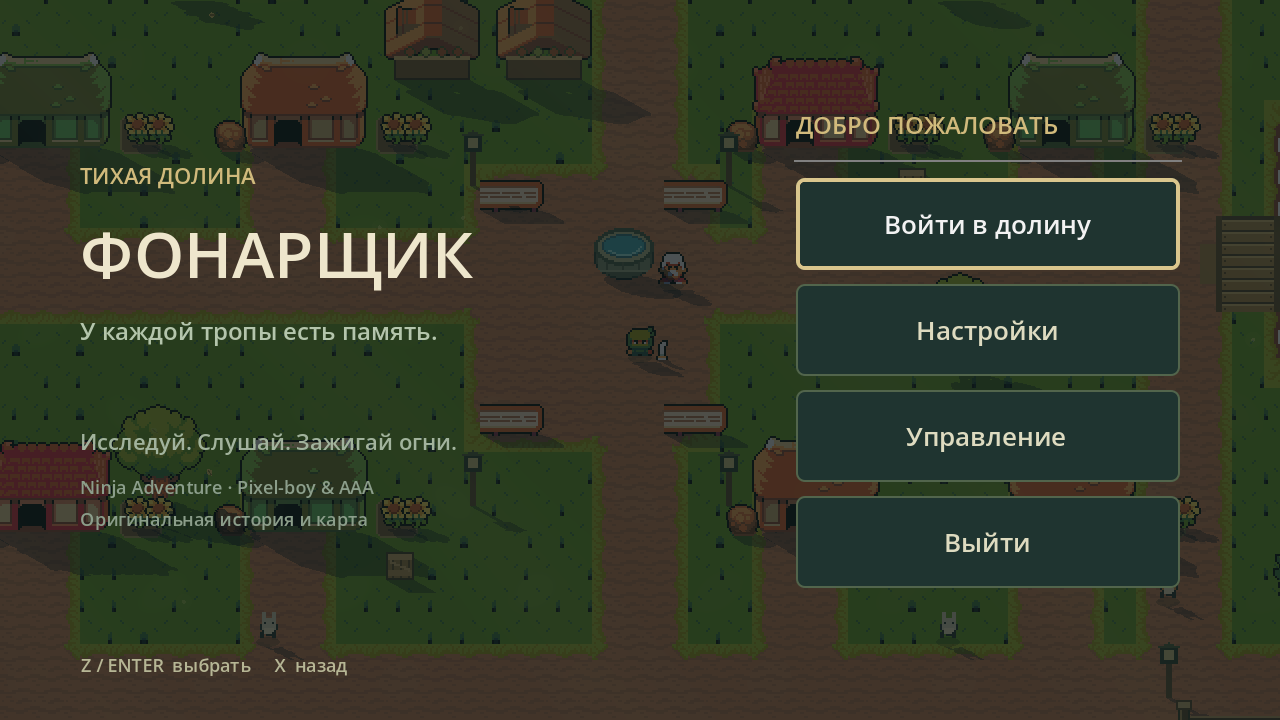 ТИХАЯ ДОЛИНА
ФОНАРЩИК
У каждой тропы есть память.
Исследуй. Слушай. Зажигай огни.
Ninja Adventure · Pixel-boy & AAA
Оригинальная история и карта
Z / ENTER выбрать X назад
ДОБРО ПОЖАЛОВАТЬ
Войти в долину
Настройки
Управление
Выйти